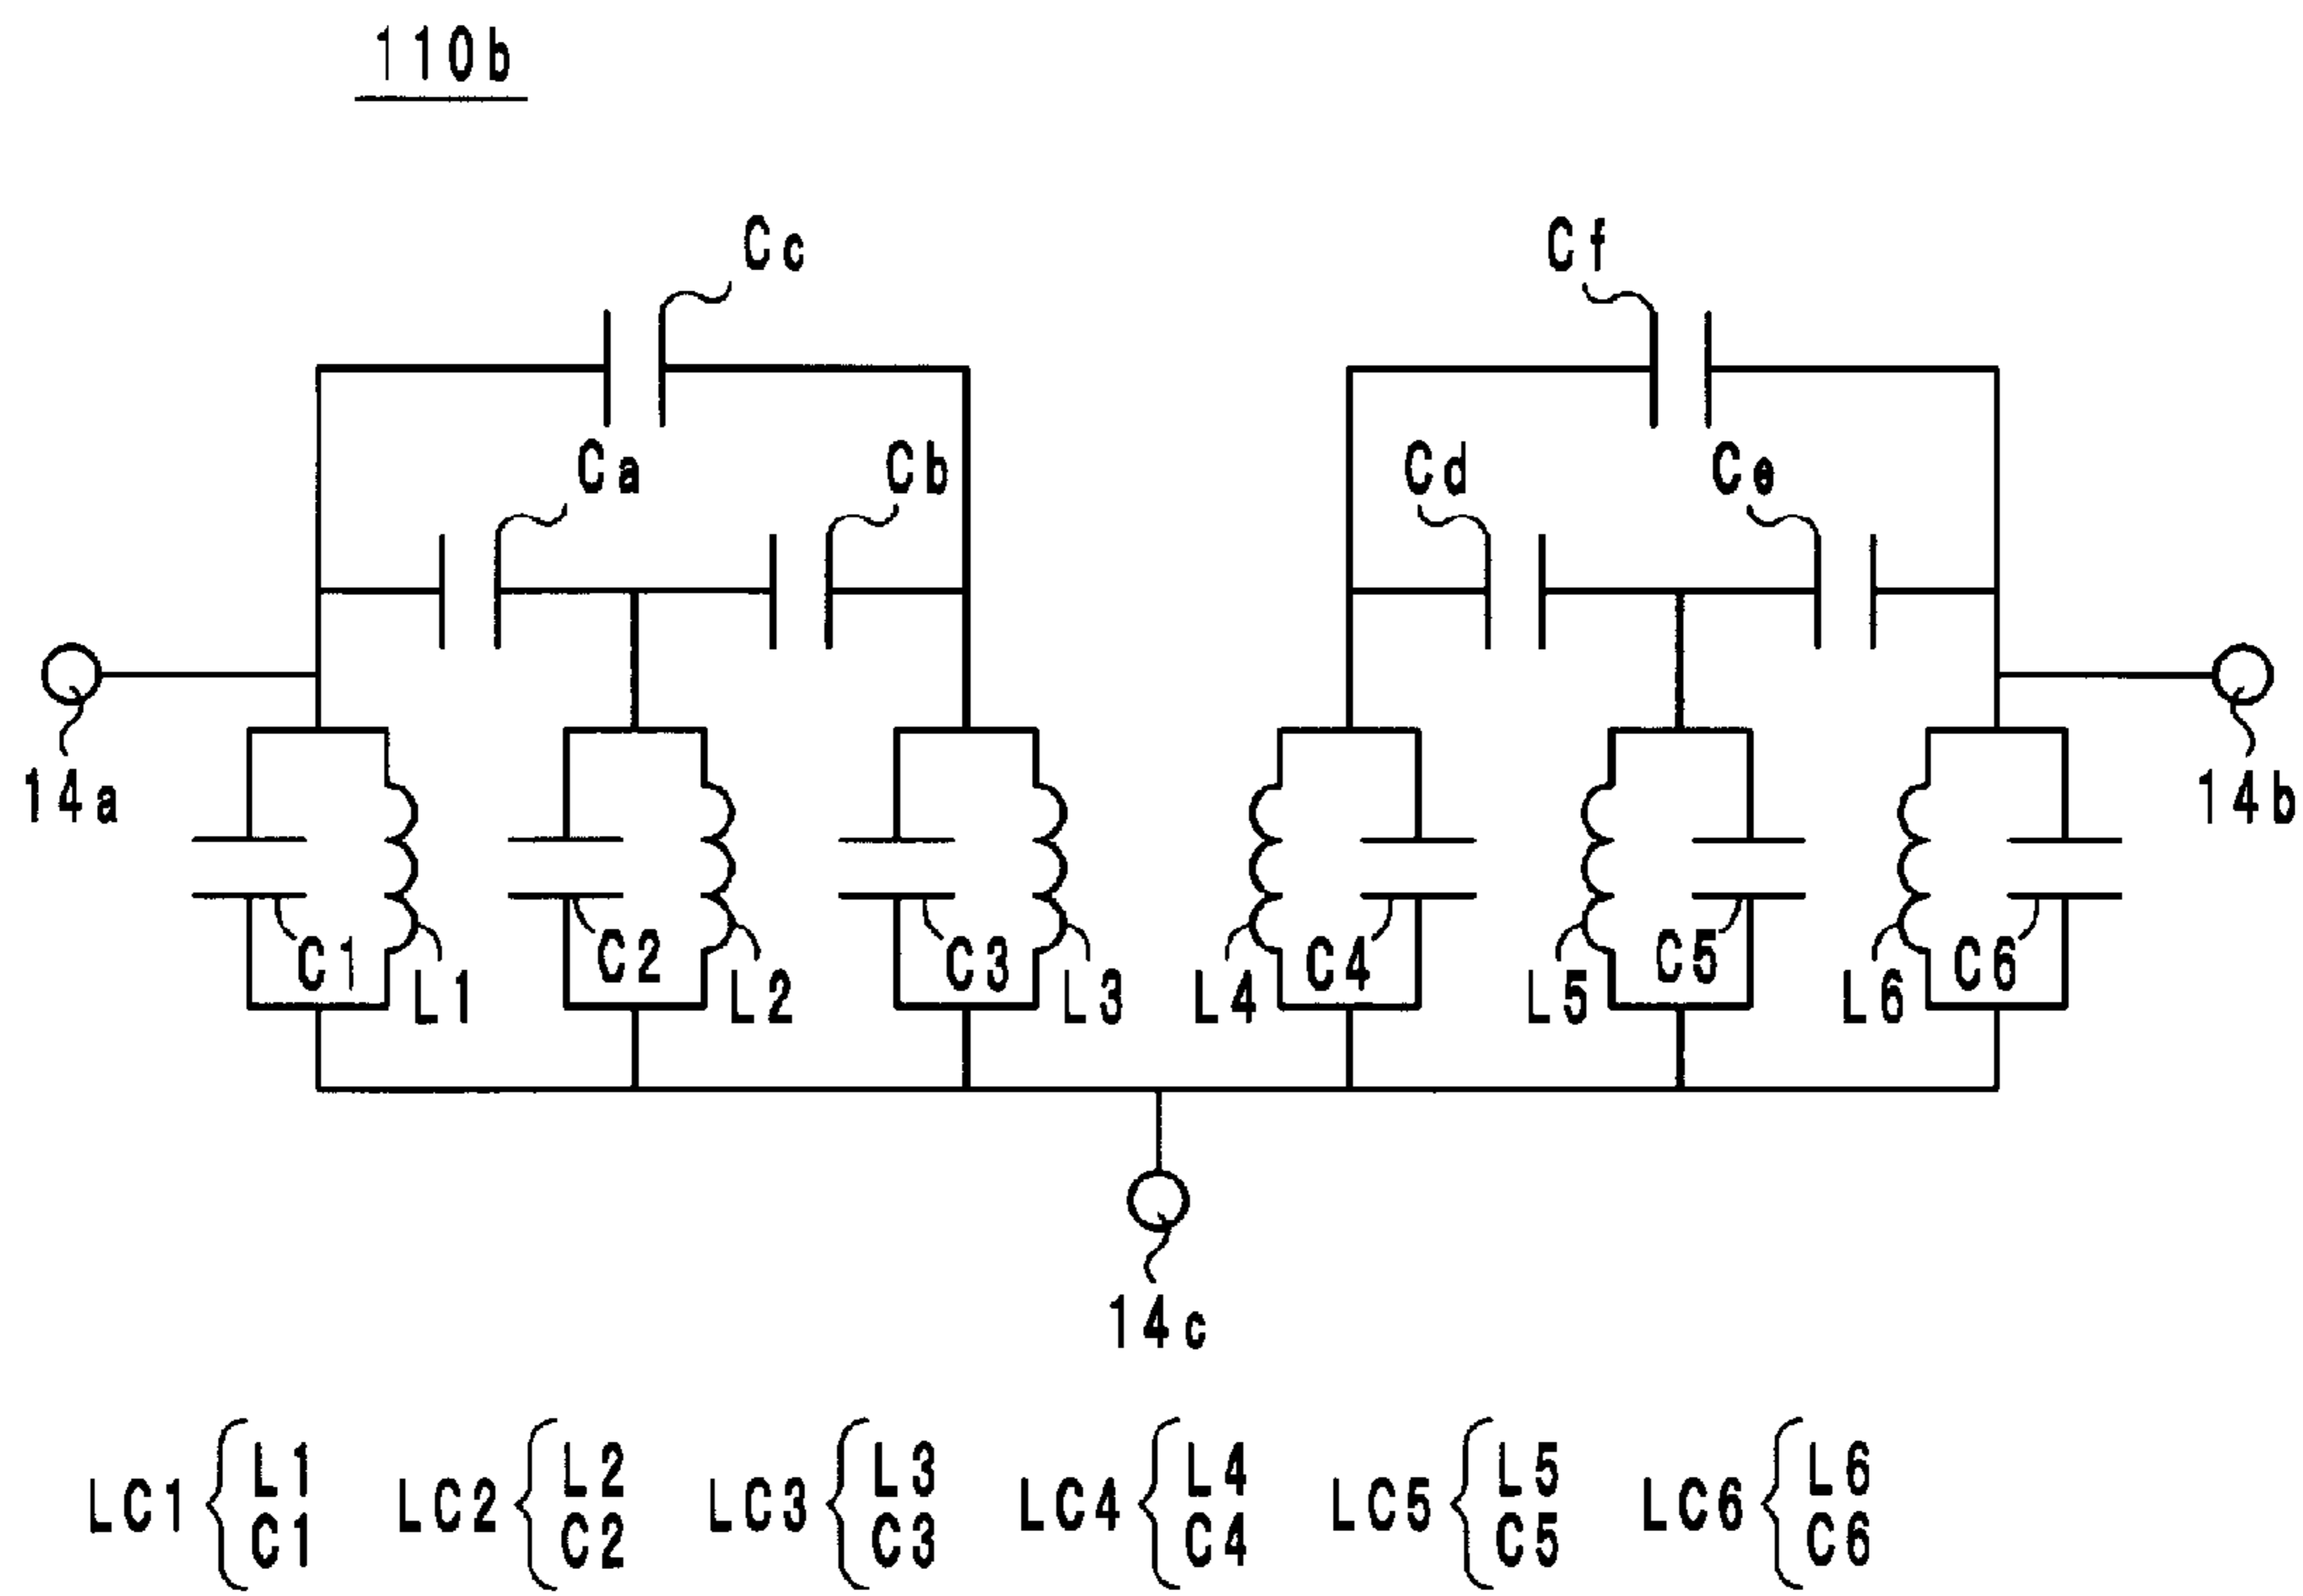 110b
Cc
Cf
Ca
Cb
Cd
Ce
14a
14b
C1
L1
C2
L2
C3
L3
L4
C4
L5
C5
L6
C6
14c
LC1 { L1 C1
LC2 { L2 C2
LC3 { L3 C3
LC4 { L4 C4
LC5 { L5 C5
LC6 { L6 C6